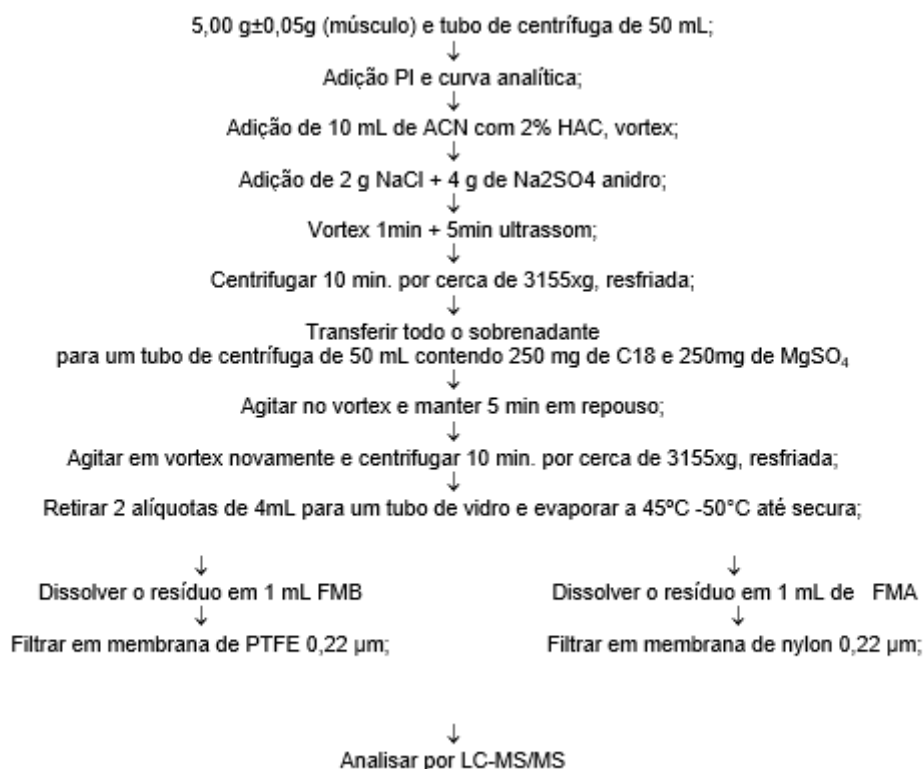 5,00 g±0,05g (músculo) e tubo de centrífuga de 50 mL;
↓
Adição PI e curva analítica;
↓
Adição de 10 mL de ACN com 2% HAC, vortex;
↓
Adição de 2 g NaCl + 4 g de Na2SO4 anidro;
↓
Vortex 1min + 5min ultrassom;
↓
Centrifugar 10 min. por cerca de 3155xg, resfriada;
↓
Transferir todo o sobrenadante
para um tubo de centrífuga de 50 mL contendo 250 mg de C18 e 250mg de MgSO₄
↓
Agitar no vortex e manter 5 min em repouso;
↓
Agitar em vortex novamente e centrifugar 10 min. por cerca de 3155xg, resfriada;
↓
Retirar 2 alíquotas de 4mL para um tubo de vidro e evaporar a 45ºC -50°C até secura;
↓
Dissolver o resíduo em 1 mL FMB
↓
Filtrar em membrana de PTFE 0,22 µm;
↓
Dissolver o resíduo em 1 mL de FMA
↓
Filtrar em membrana de nylon 0,22 µm;
↓
Analisar por LC-MS/MS